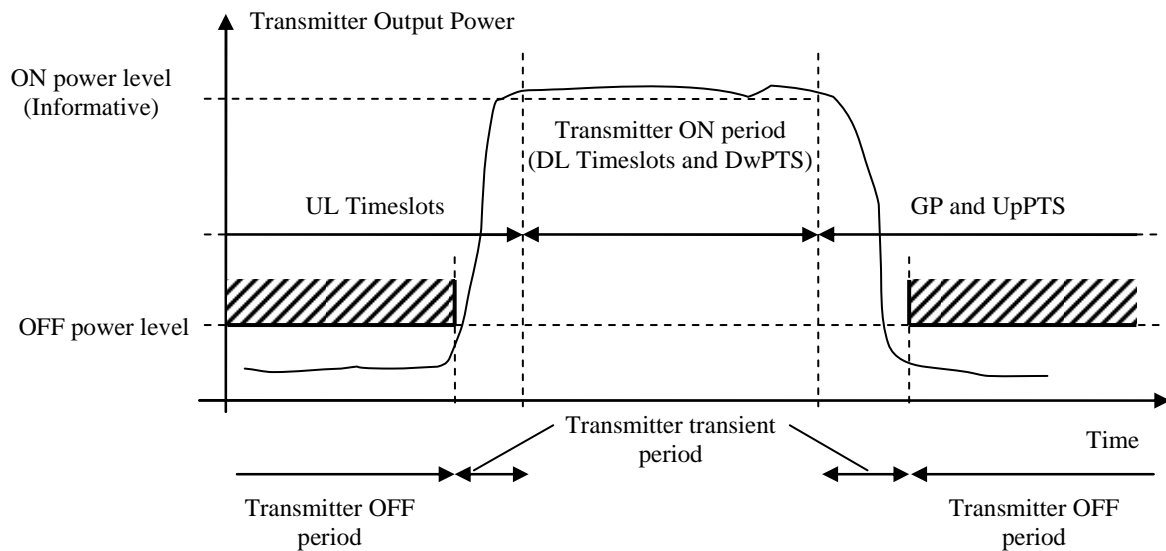 Transmitter Output Power
ON power level
(Informative)
Transmitter ON period
(DL Timeslots and DwPTS)
UL Timeslots
GP and UpPTS
OFF power level
Transmitter transient
period
Time
Transmitter OFF
period
Transmitter OFF
period